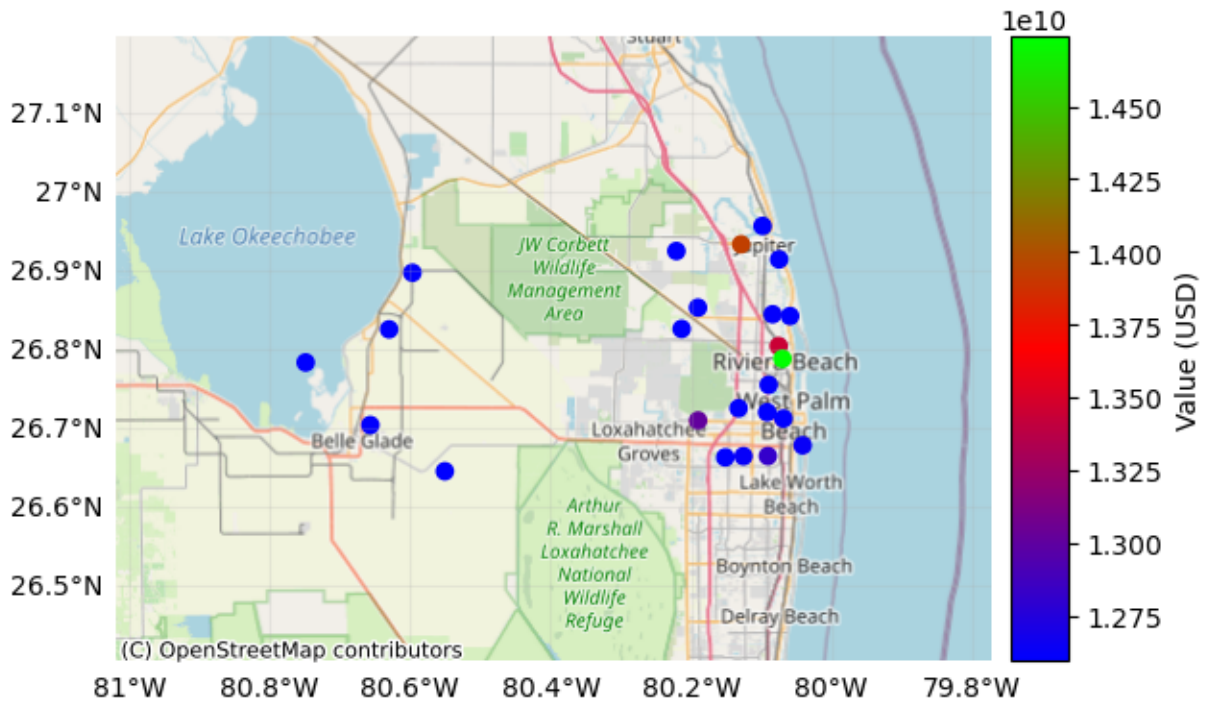 1e10
Stuart
27.1°N
27°N
26.9°N
26.8°N
26.7°N
26.6°N
26.5°N
Lake Okeechobee
JW Corbett
Wildlife
Management
Area
Jupiter
Riviera Beach
West Palm
Beach
Loxahatchee
Groves
Belle Glade
Lake Worth
Beach
Arthur
R. Marshall
Loxahatchee
National
Wildlife
Refuge
Boynton Beach
Delray Beach
(C) OpenStreetMap contributors
81°W
80.8°W
80.6°W
80.4°W
80.2°W
80°W
79.8°W
1.450
1.425
1.400
1.375
1.350
1.325
1.300
1.275
Value (USD)